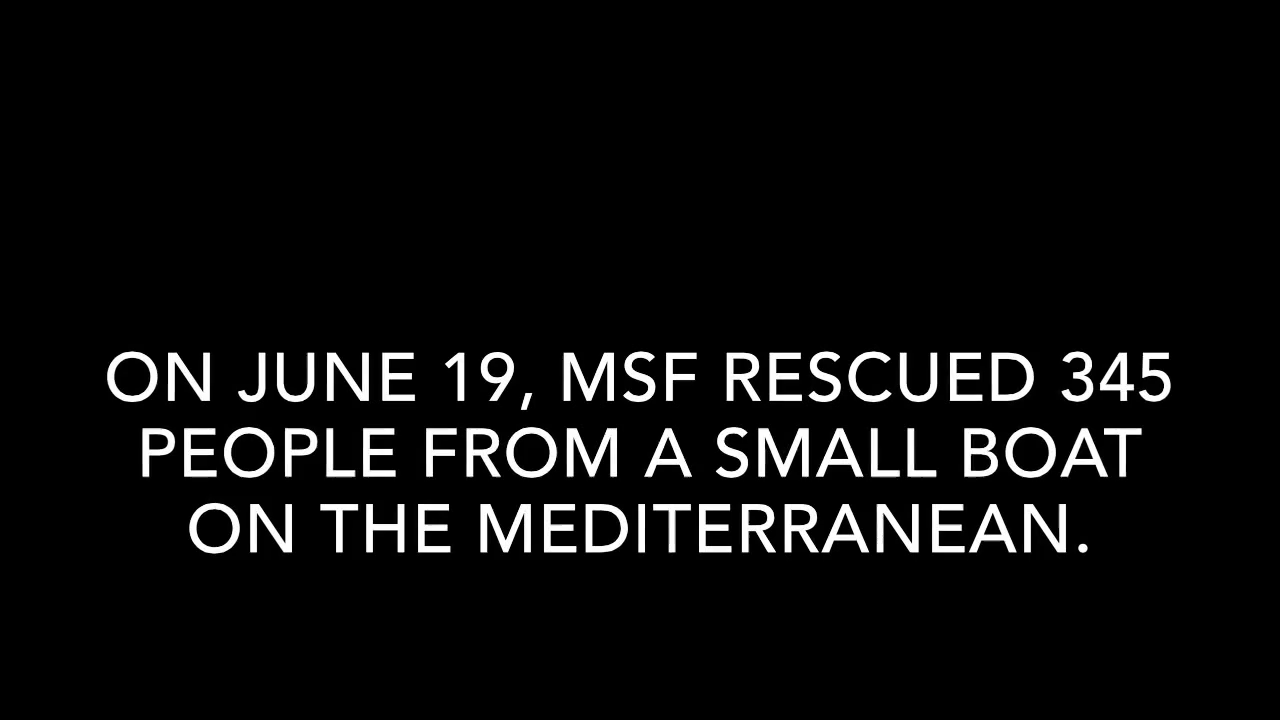 ON JUNE 19, MSF RESCUED 345
PEOPLE FROM A SMALL BOAT
ON THE MEDITERRANEAN.